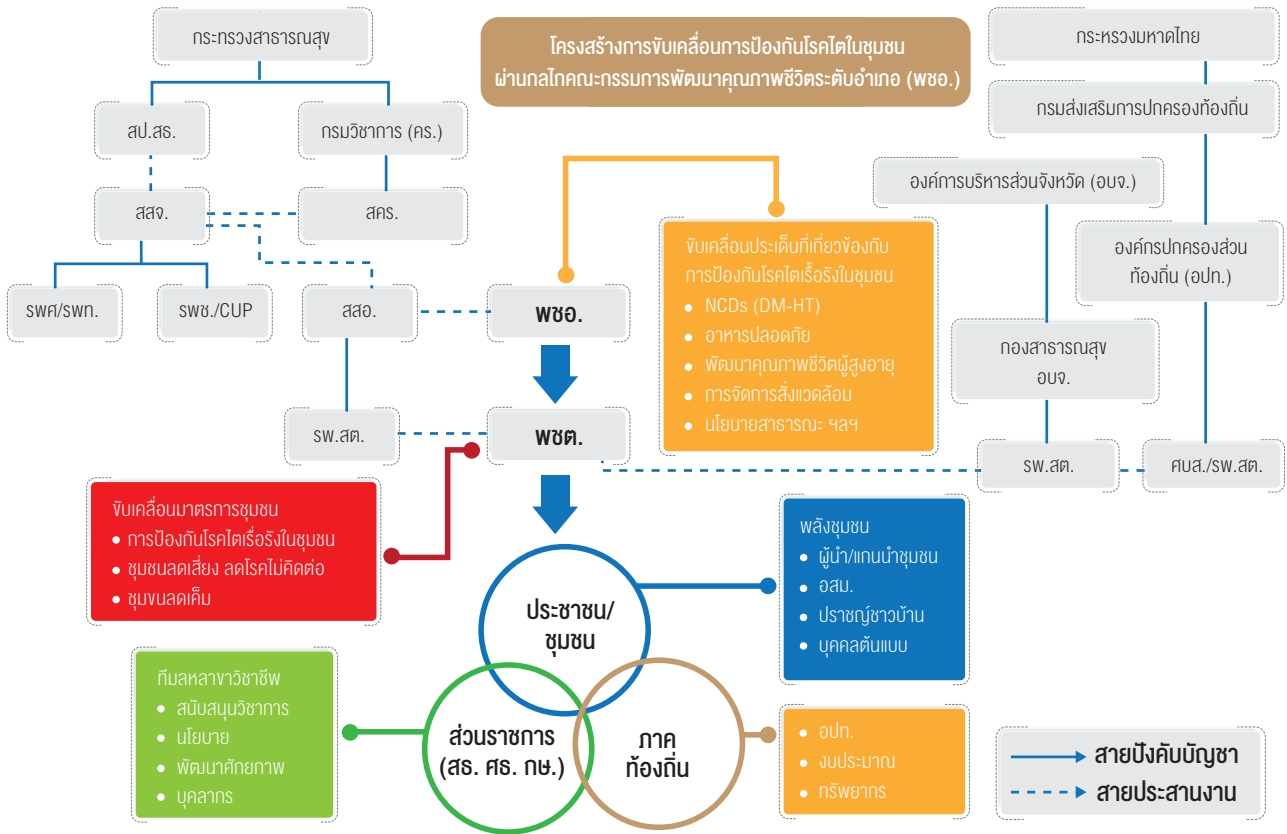 กระทรวงสาธารณสุข
โครงสร้างการขับเคลื่อนการป้องกันโรคไตในชุมชน
ผ่านกลไกคณะกรรมการพัฒนาคุณภาพชีวิตระดับอำเภอ (พชอ.)
กระหรวงมหาดไทย
สป.สธ.
กรมวิชาการ (คร.)
กรมส่งเสริมการปกครองท้องถิ่น
องค์การบริหารส่วนจังหวัด (อบจ.)
สสจ.
สคร.
ขับเคลื่อนประเด็นที่เกี่ยวข้องกับ
การป้องกันโรคไตเรื้อรังในชุมชน
• NCDs (DM-HT)
• อาหารปลอดภัย
• พัฒนาคุณภาพชีวิตผู้สูงอายุ
• การจัดการสิ่งแวดล้อม
• นโยบายสาธารณะ ฯลฯ
องค์กรปกครองส่วน
ท้องถิ่น (อปท.)
รพศ/รพท.
รพช./CUP
สสอ.
พชอ.
กองสาธารณสุข
อบจ.
รพ.สต.
พชต.
รพ.สต.
ศบส./รพ.สต.
ขับเคลื่อนมาตรการชุมชน
• การป้องกันโรคไตเรื่อรังในชุมชน
• ชุมชนลดเสี่ยง ลดโรคไม่คิดต่อ
• ชุมขนลดเค็ม
พลังชุมชน
• ผู้นำ/แกนนำชุมชน
• อสม.
• ปราชญ์ชาวบ้าน
• บุคคลต้นแบบ
ประชาชน/
ชุมชน
ทีมลหลาขาวิชาชีพ
• สนับสนุนวิชาการ
• นโยบาย
• พัฒนาศักยภาพ
• บุคลากร
ส่วนราชการ
(สธ. ศธ. กษ.)
ภาค
ท้องถิ่น
• อปท.
• งบประมาณ
• ทรัพยากร
สายปังคับบัญชา
สายประสานงาน